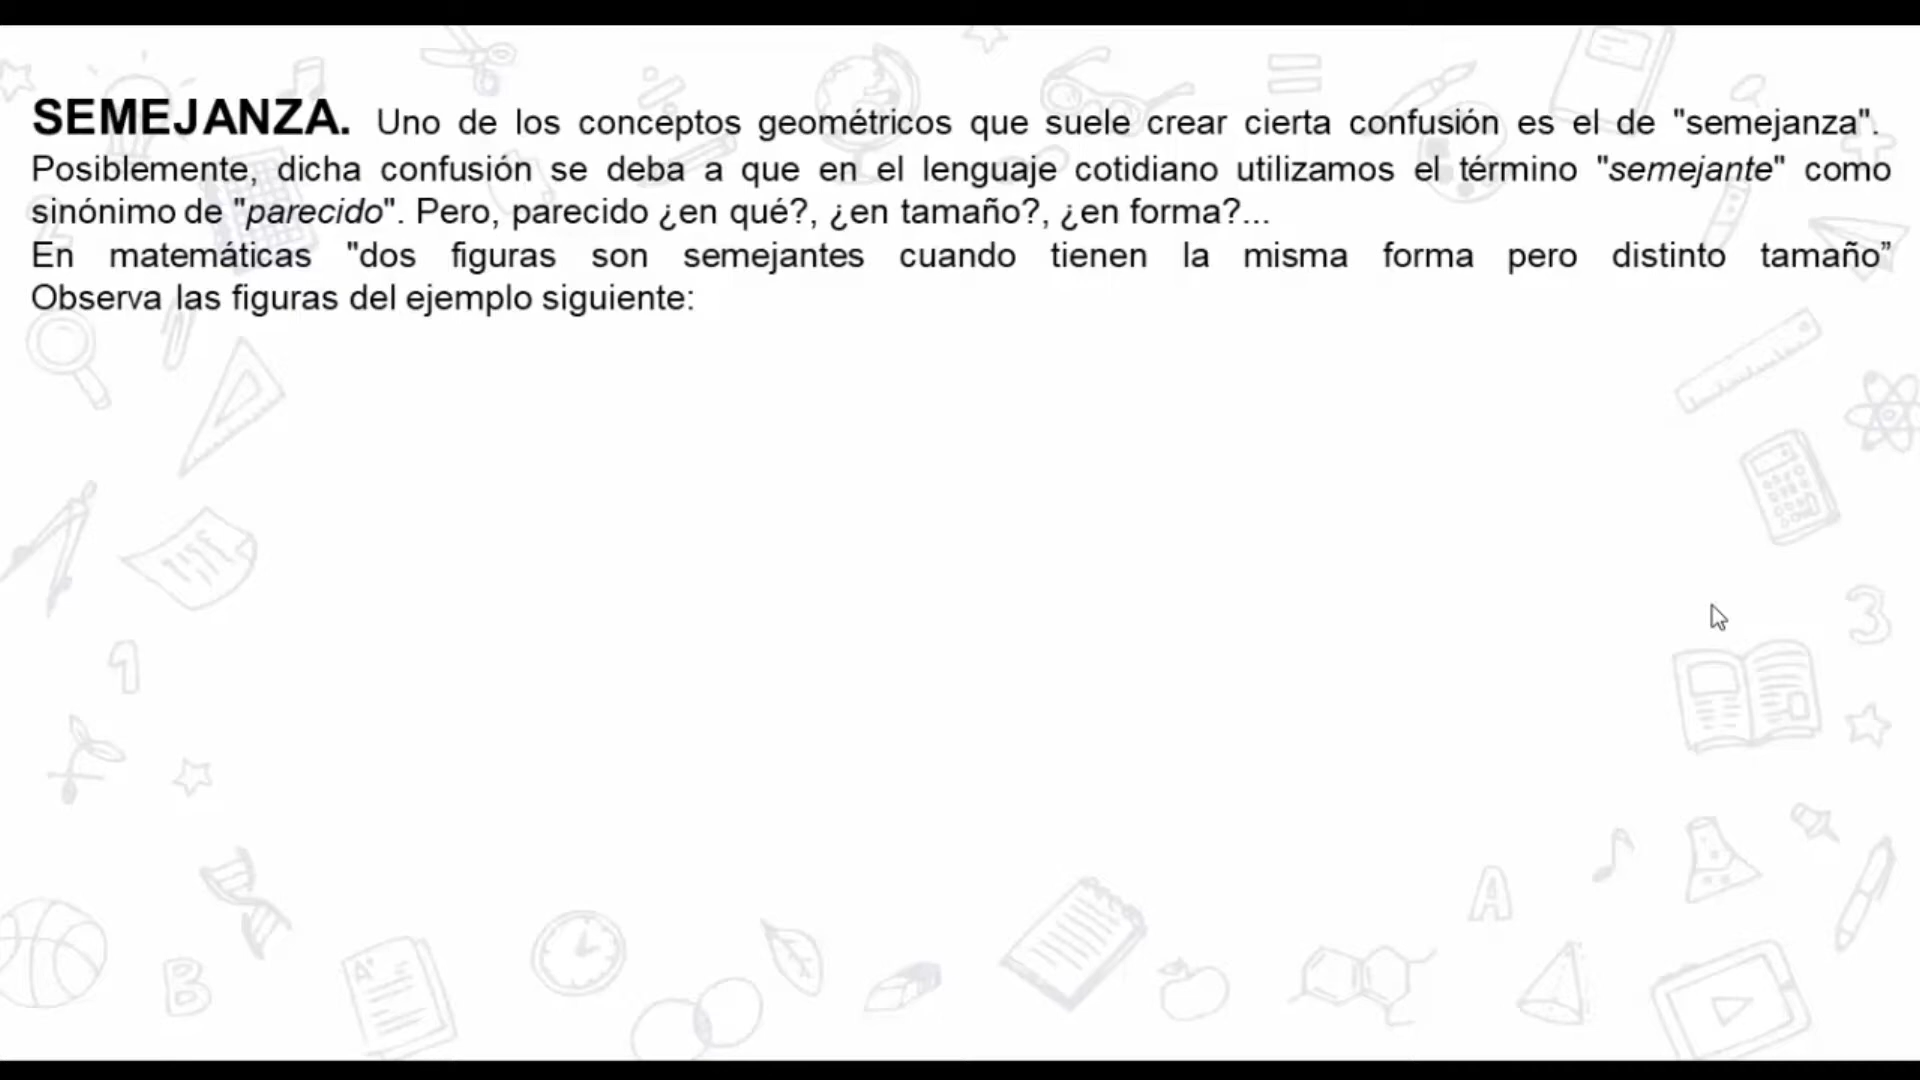 SEMEJANZA. Uno de los conceptos geométricos que suele crear cierta confusión es el de "semejanza".
Posiblemente, dicha confusión se deba a que en el lenguaje cotidiano utilizamos el término "semejante" como
sinónimo de "parecido". Pero, parecido ¿en qué?, ¿en tamaño?, ¿en forma?...
En matemáticas "dos figuras son semejantes cuando tienen la misma forma pero distinto tamaño”
Observa las figuras del ejemplo siguiente:
2
3
1
A
B
A+